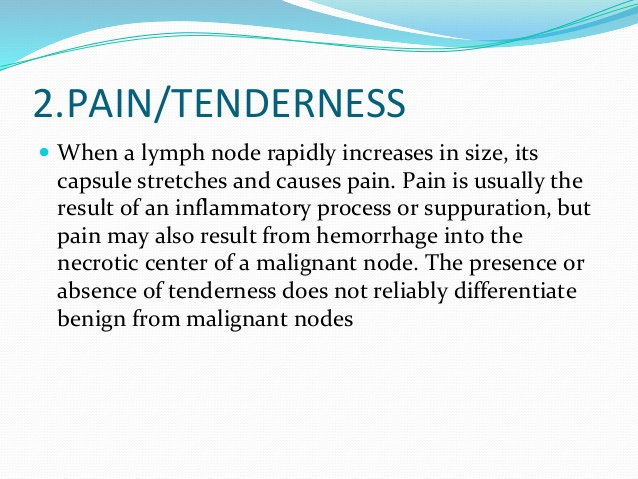 2.PAIN/TENDERNESS
• When a lymph node rapidly increases in size, its
capsule stretches and causes pain. Pain is usually the
result of an inflammatory process or suppuration, but
pain may also result from hemorrhage into the
necrotic center of a malignant node. The presence or
absence of tenderness does not reliably differentiate
benign from malignant nodes